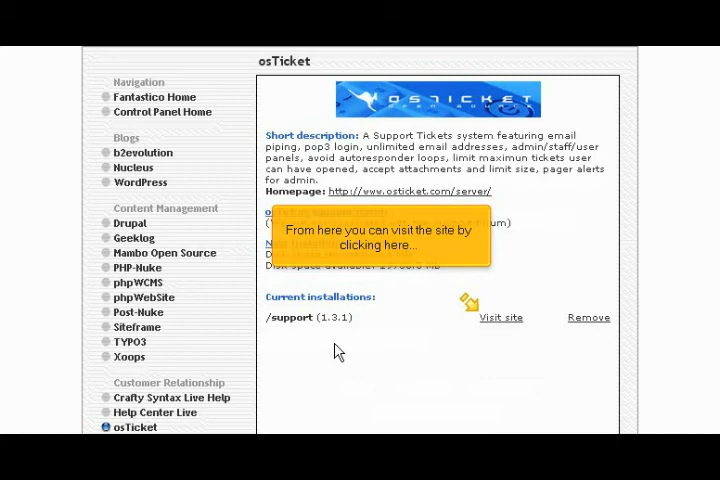 osTicket
Navigation
Fantastico Home
Control Panel Home
Blogs
b2evolution
Nucleus
WordPress
Content Management
Drupal
Geeklog
Mambo Open Source
PHP-Nuke
phpWCMS
phpWebSite
Post-Nuke
Siteframe
TYPO3
Xoops
Customer Relationship
Crafty Syntax Live Help
Help Center Live
osTicket
OSTICKET
Short description: A Support Tickets system featuring email
piping, pop3 login, unlimited email addresses, admin/staff/user
panels, avoid autoresponder loops, limit maximun tickets user
can have opened, accept attachments and limit size, pager alerts
for admin.
Homepage: http://www.osticket.com/server/
From here you can visit the site by
clicking here...
Current installations:
/support (1.3.1) Visit site Remove